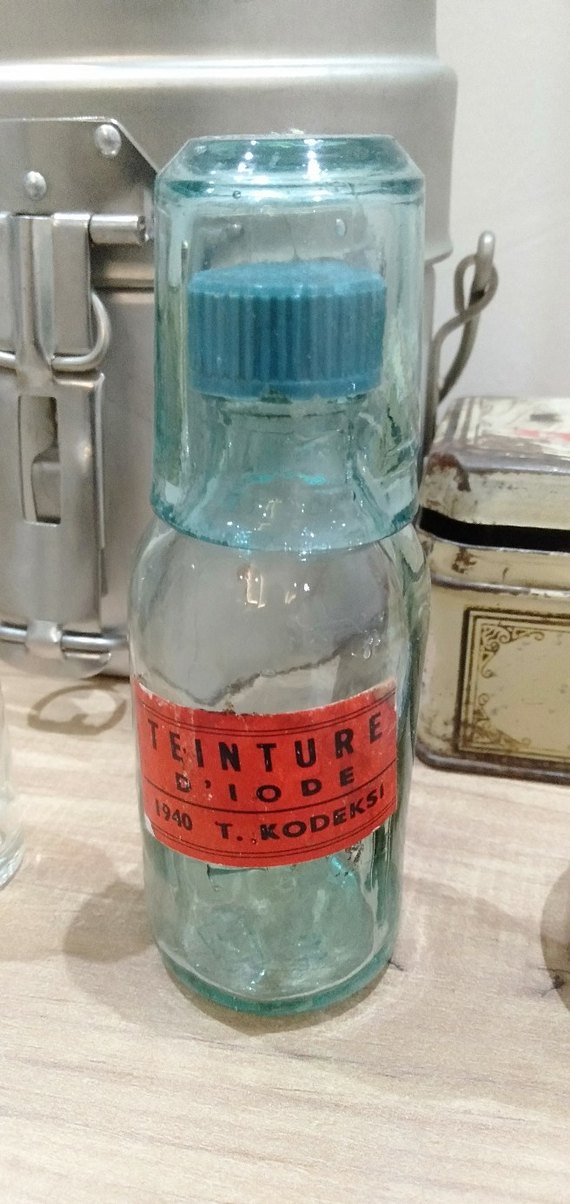 TEINTURE
D'IODE
1940 T. KODEKSİ